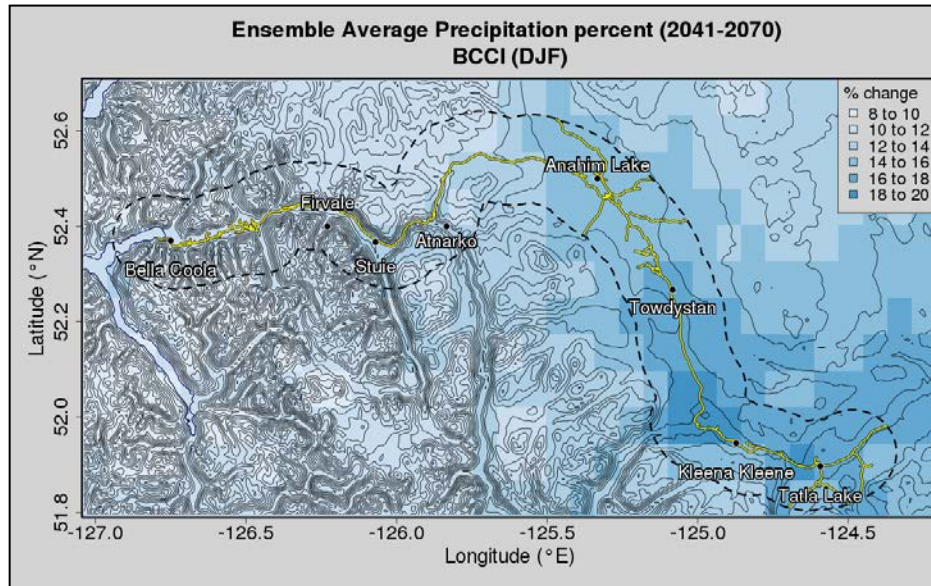 Ensemble Average Precipitation percent (2041-2070)
BCCI (DJF)
% change
8 to 10
10 to 12
12 to 14
14 to 16
16 to 18
18 to 20
Latitude (°N)
52.6
52.4
52.2
52.0
51.8
Anahim Lake
Firvale
Atnarko
Bella Coola
Stuie
Towdystan
Kleena Kleene
Tatla Lake
-127.0
-126.5
-126.0
-125.5
-125.0
-124.5
Longitude (°E)